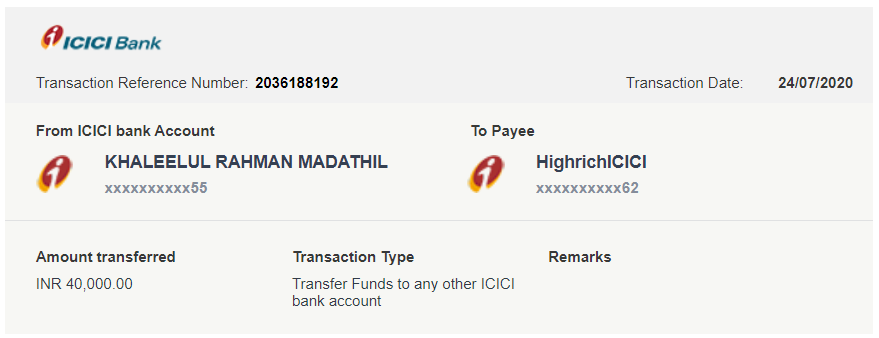 ICICI Bank
Transaction Reference Number: 2036188192 Transaction Date: 24/07/2020
From ICICI bank Account To Payee
KHALEELUL RAHMAN MADATHIL HighrichICICI
xxxxxxxxxx55 xxxxxxxxxx62
Amount transferred Transaction Type Remarks
INR 40,000.00 Transfer Funds to any other ICICI
bank account